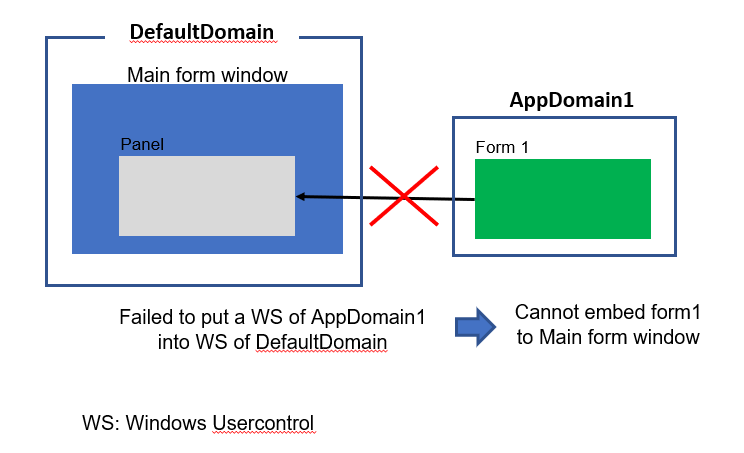 DefaultDomain
Main form window
Panel
AppDomain1
Form 1
Failed to put a WS of AppDomain1
into WS of DefaultDomain
Cannot embed form1
to Main form window
WS: Windows Usercontrol